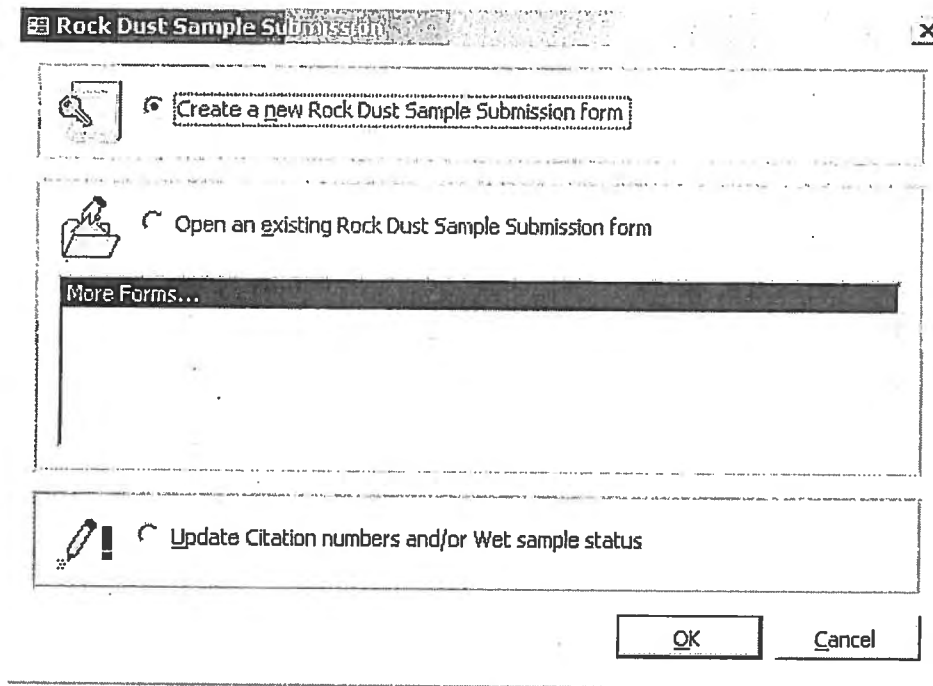 Rock Dust Sample Submission
Create a new Rock Dust Sample Submission form
Open an existing Rock Dust Sample Submission form
More Forms...
Update Citation numbers and/or Wet sample status
OK
Cancel